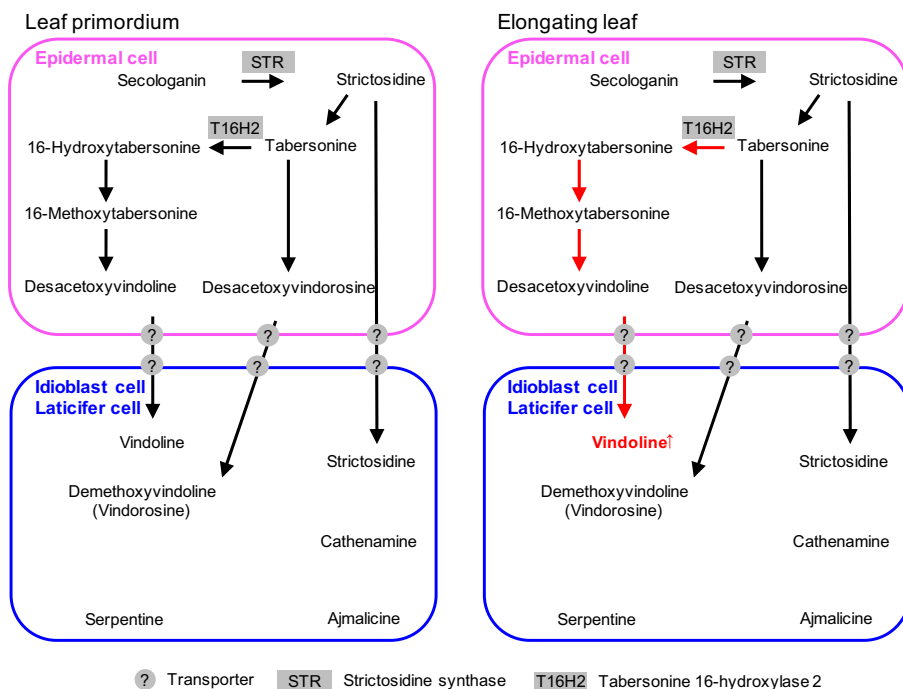 Leaf primordium
Epidermal cell
STR
Secologanin
Strictosidine
T16H2
16-Hydroxytabersonine
Tabersonine
16-Methoxytabersonine
Desacetoxyvindoline
Desacetoxyvindorosine
?
?
?
?
?
?
Idioblast cell
Laticifer cell
Vindoline
Strictosidine
Demethoxyvindoline
(Vindorosine)
Cathenamine
Serpentine
Ajmalicine
Elongating leaf
Epidermal cell
STR
Secologanin
Strictosidine
T16H2
16-Hydroxytabersonine
Tabersonine
16-Methoxytabersonine
Desacetoxyvindoline
Desacetoxyvindorosine
?
?
?
?
?
?
Idioblast cell
Laticifer cell
Vindoline↑
Strictosidine
Demethoxyvindoline
(Vindorosine)
Cathenamine
Serpentine
Ajmalicine
? Transporter STR Strictosidine synthase T16H2 Tabersonine 16-hydroxylase 2